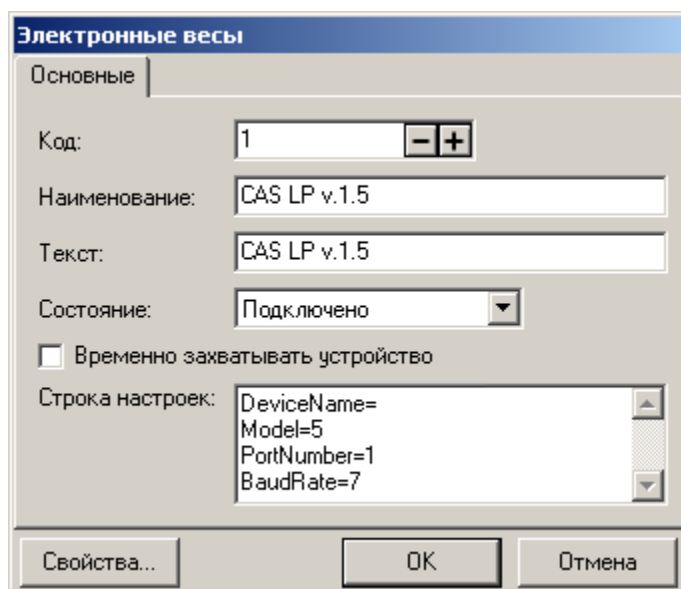 Электронные весы
Основные
Код: 1
Наименование: CAS LP v.1.5
Текст: CAS LP v.1.5
Состояние: Подключено
Временно захватывать устройство
Строка настроек: DeviceName=
Model=5
PortNumber=1
BaudRate=7
Свойства... OK Отмена